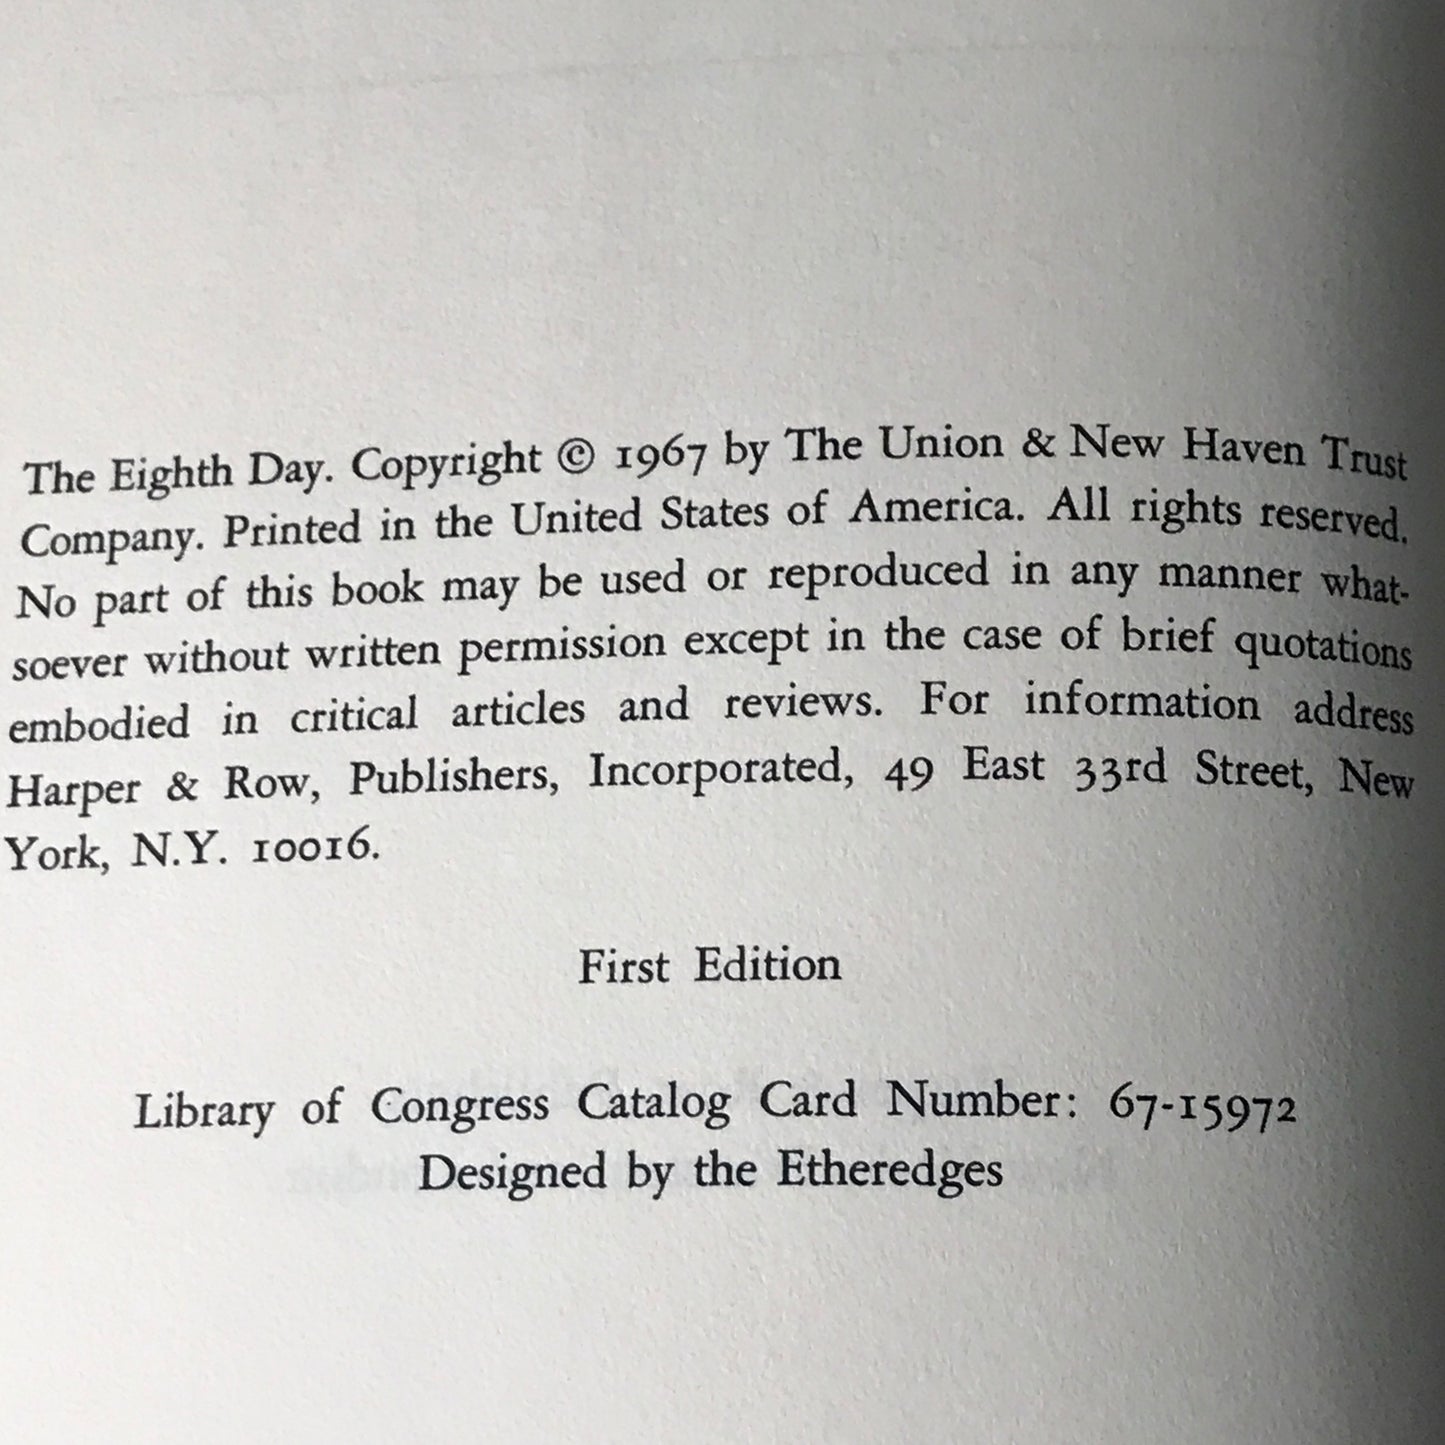 The Eighth Day. Copyright © 1967 by The Union & New Haven Trust
Company. Printed in the United States of America. All rights reserved.
No part of this book may be used or reproduced in any manner what-
soever without written permission except in the case of brief quotations
embodied in critical articles and reviews. For information address
Harper & Row, Publishers, Incorporated, 49 East 33rd Street, New
York, N.Y. 10016.
First Edition
Library of Congress Catalog Card Number: 67-15972
Designed by the Etheredges